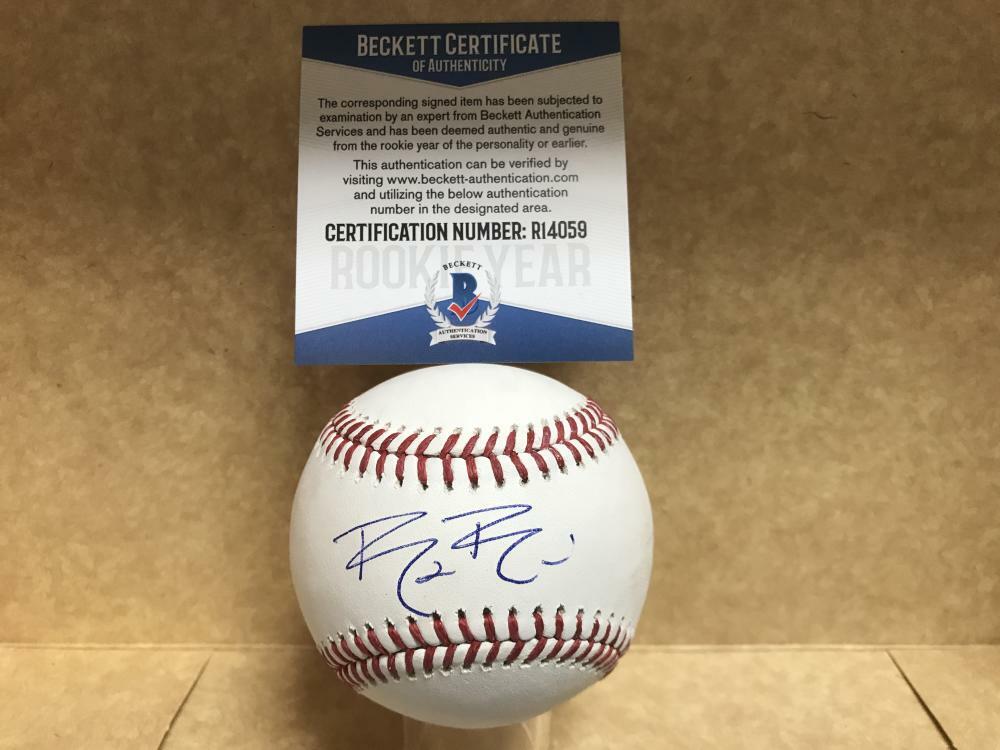 BECKETT CERTIFICATE
OF AUTHENTICITY
The corresponding signed item has been subjected to
examination by an expert from Beckett Authentication
Services and has been deemed authentic and genuine
from the rookie year of the personality or earlier.
This authentication can be verified by
visiting www.beckett-authentication.com
and utilizing the below authentication
number in the designated area.
CERTIFICATION NUMBER: R14059
ROOKIE YEAR
BECKETT
B
AUTHENTICATION
SERVICES